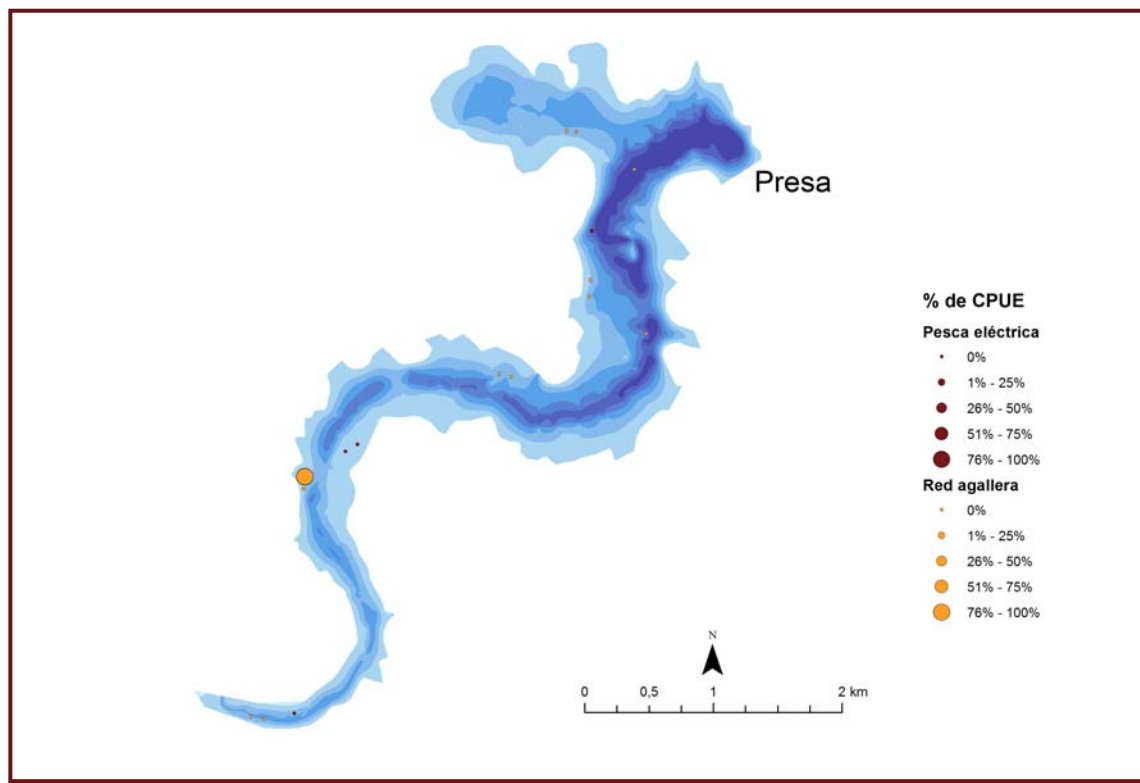 Presa
% de CPUE
Pesca eléctrica
0%
1% - 25%
26% - 50%
51% - 75%
76% - 100%
Red agallera
0%
1% - 25%
26% - 50%
51% - 75%
76% - 100%
N
0 0,5 1 2 km